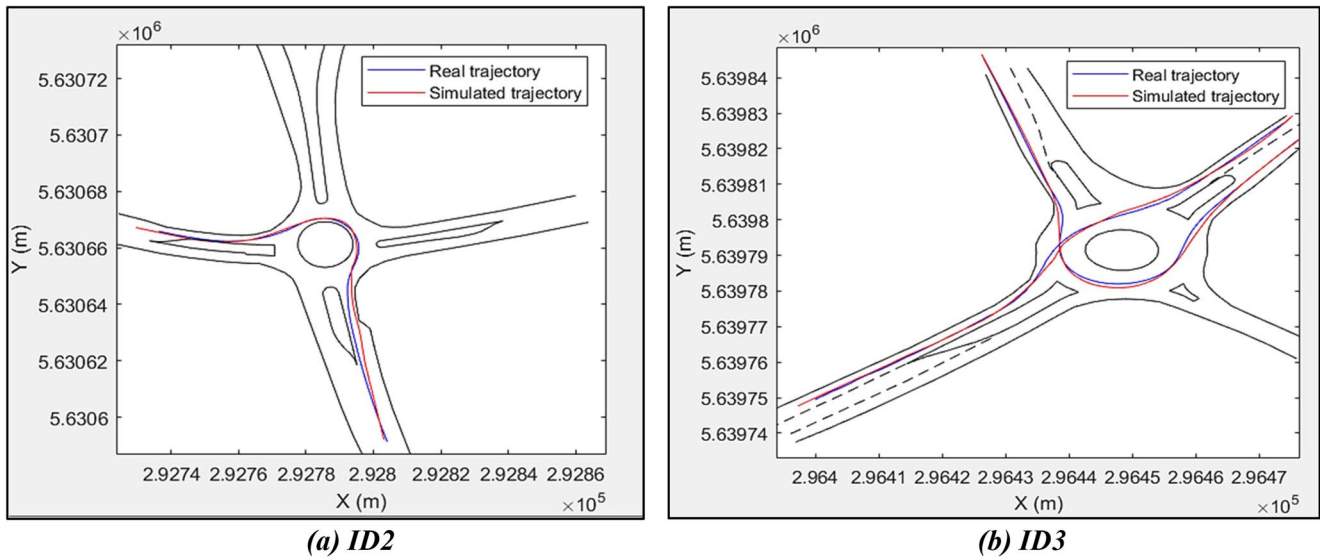 ×10⁶
5.63072
5.6307
5.63068
5.63066
5.63064
5.63062
5.6306
Y (m)
Real trajectory
Simulated trajectory
2.9274 2.9276 2.9278 2.928 2.9282 2.9284 2.9286
X (m)
×10⁵
(a) ID2
×10⁶
5.63984
5.63983
5.63982
5.63981
5.6398
5.63979
5.63978
5.63977
5.63976
5.63975
5.63974
Y (m)
Real trajectory
Simulated trajectory
2.964 2.9641 2.9642 2.9643 2.9644 2.9645 2.9646 2.9647
X (m)
×10⁵
(b) ID3